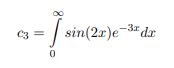 c₃ = ∫₀^∞ sin(2x)e^{−3x} dx